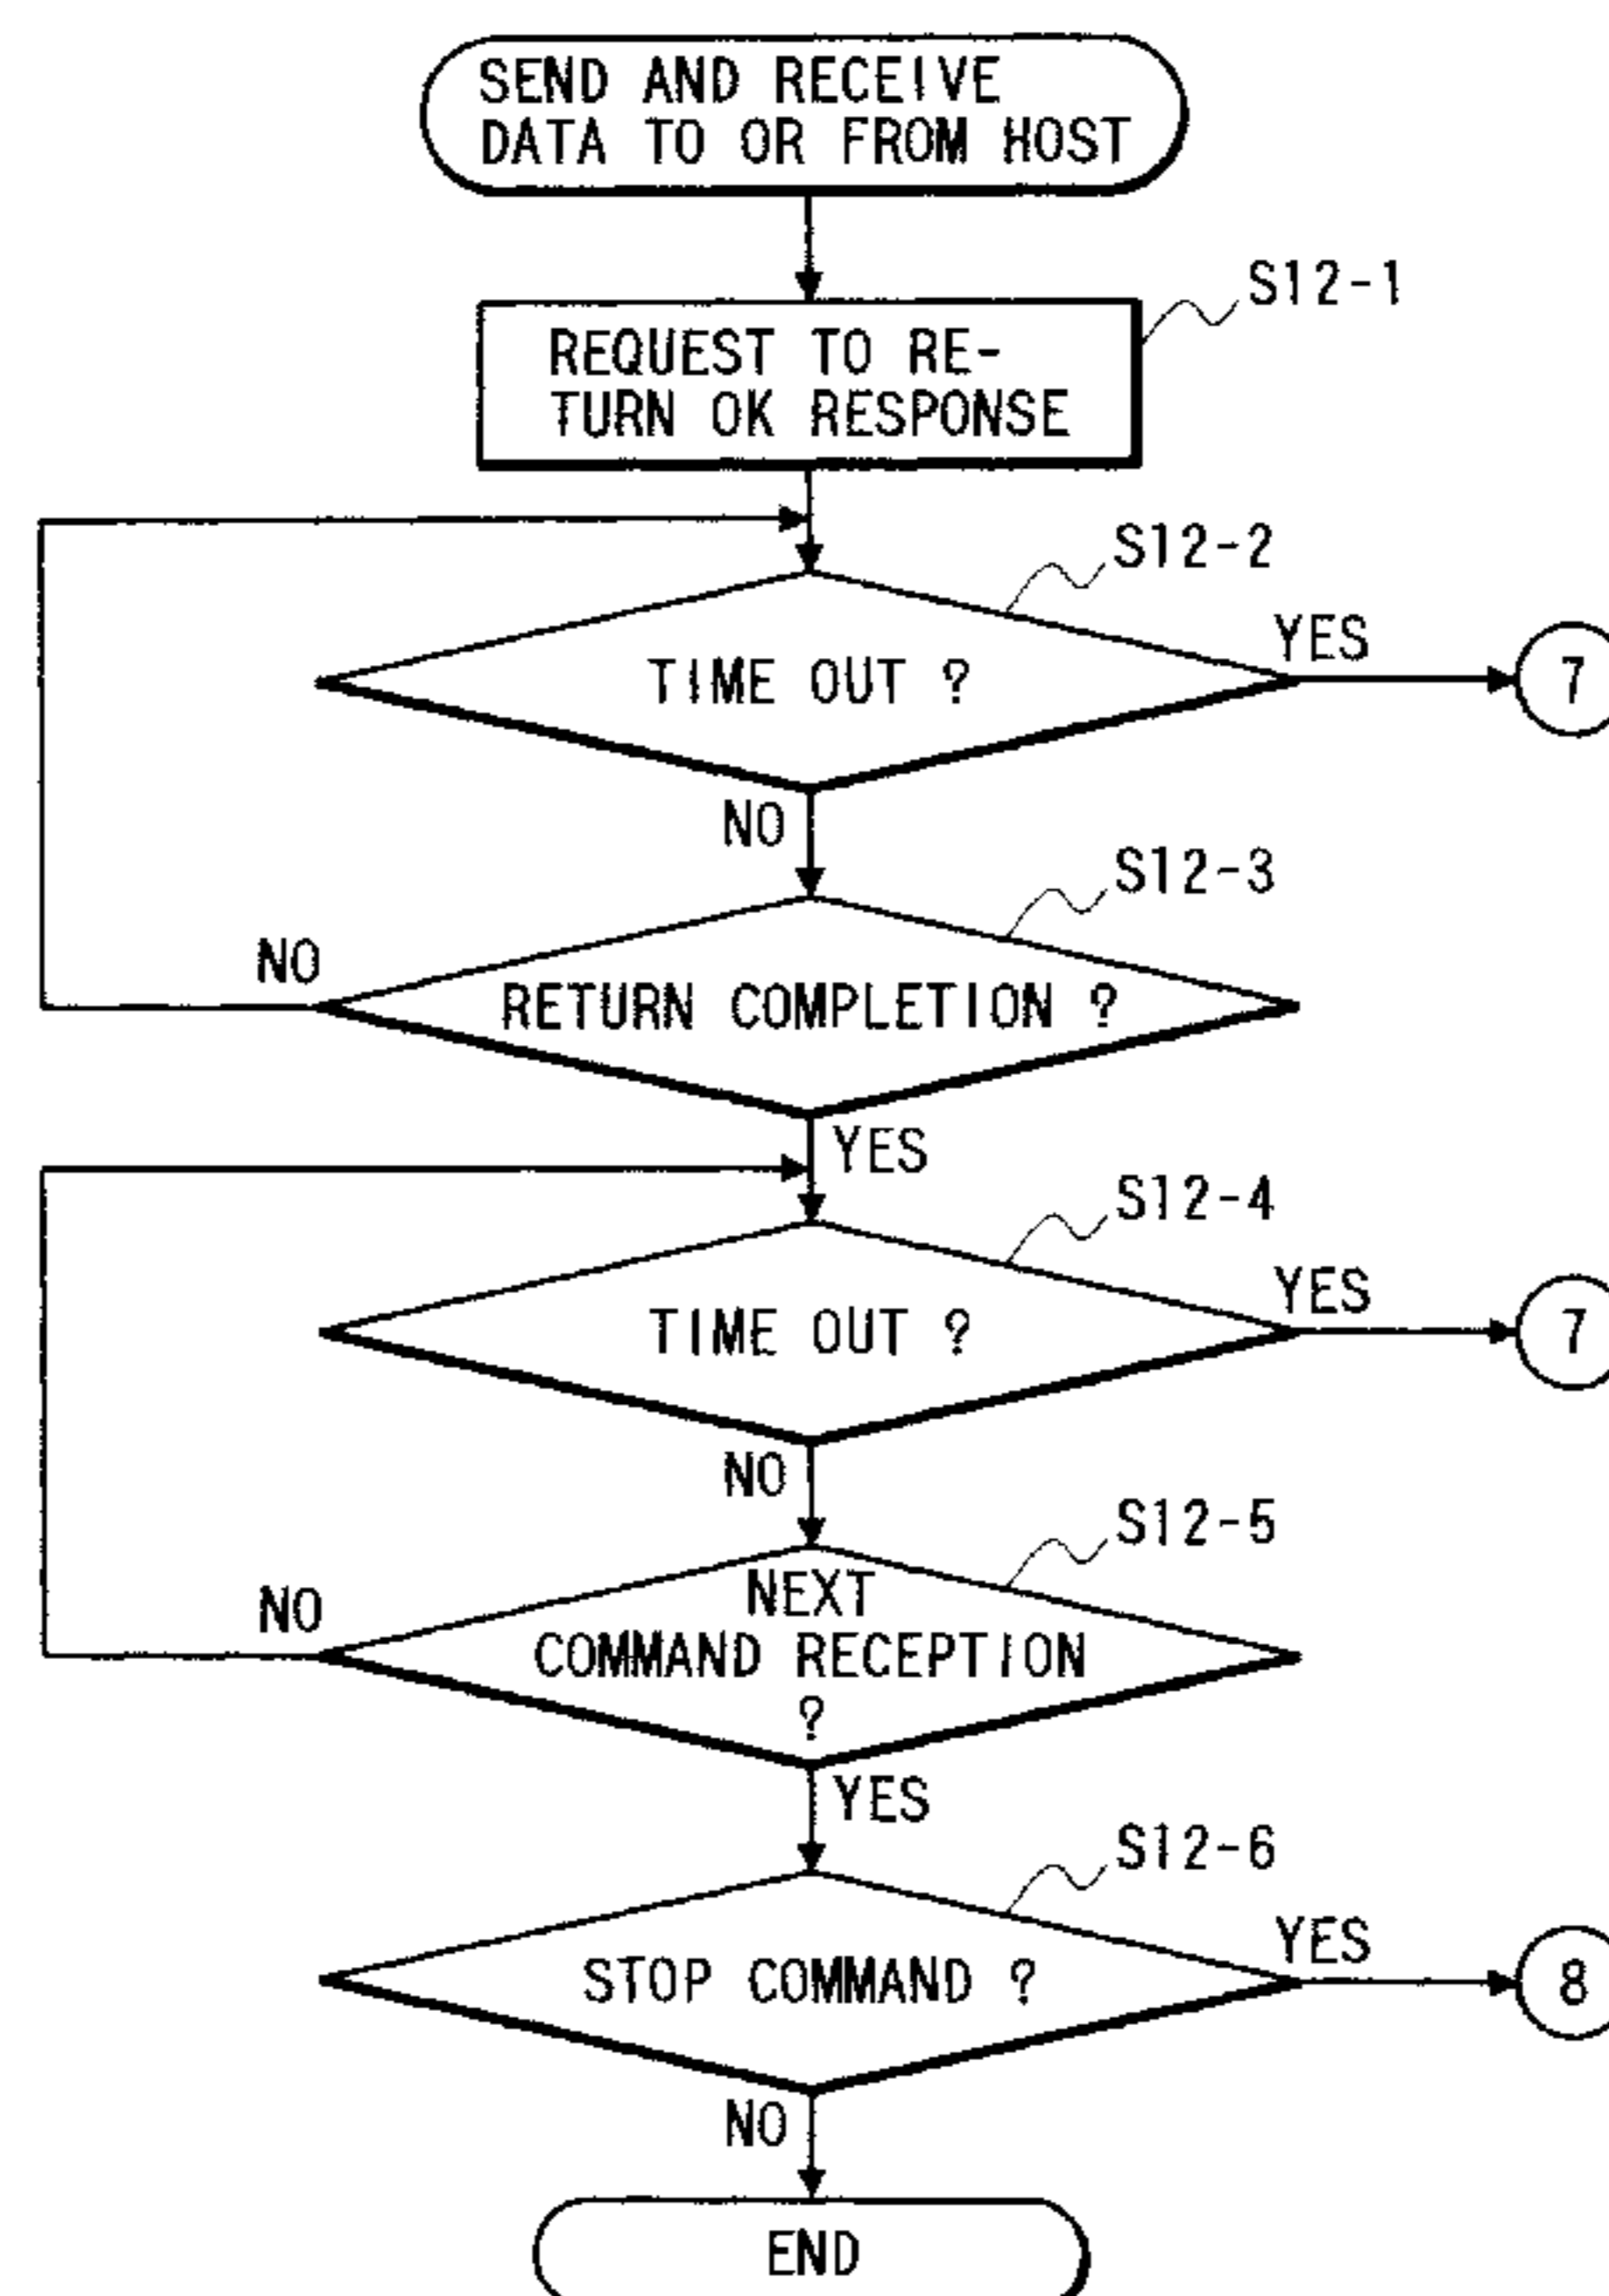 SEND AND RECEIVE
DATA TO OR FROM HOST
S12-1
REQUEST TO RE-
TURN OK RESPONSE
S12-2
TIME OUT ?
YES
7
NO
S12-3
NO
RETURN COMPLETION ?
YES
S12-4
TIME OUT ?
YES
7
NO
S12-5
NO
NEXT
COMMAND RECEPTION
?
YES
S12-6
STOP COMMAND ?
YES
8
NO
END